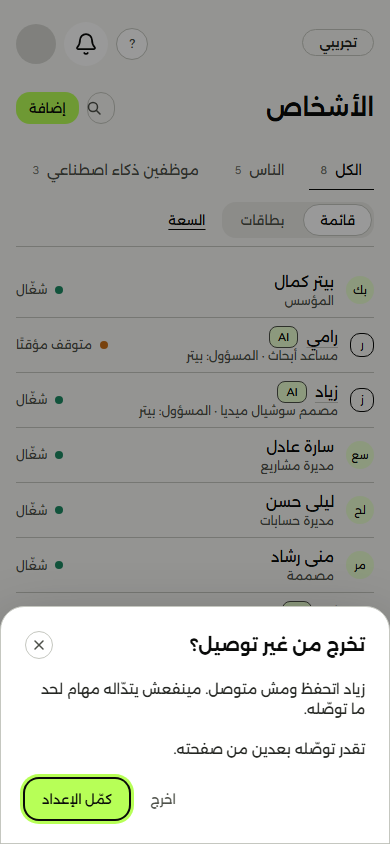 تجريبي
?
الأشخاص
إضافة
الكل 8
الناس 5
موظفين ذكاء اصطناعي 3
قائمة
بطاقات
السعة
بك
بيتر كمال
المؤسس
شغّال
ر
رامي AI
مساعد أبحاث · المسؤول: بيتر
متوقف مؤقتًا
ز
زياد AI
مصمم سوشيال ميديا · المسؤول: بيتر
شغّال
سع
سارة عادل
مديرة مشاريع
شغّال
لح
ليلى حسن
مديرة حسابات
شغّال
مر
منى رشاد
مصممة
شغّال
تخرج من غير توصيل؟
زياد اتحفظ ومش متوصل. مينفعش يتدّاله مهام لحد
ما توصّله.
تقدر توصّله بعدين من صفحته.
اخرج
كمّل الإعداد